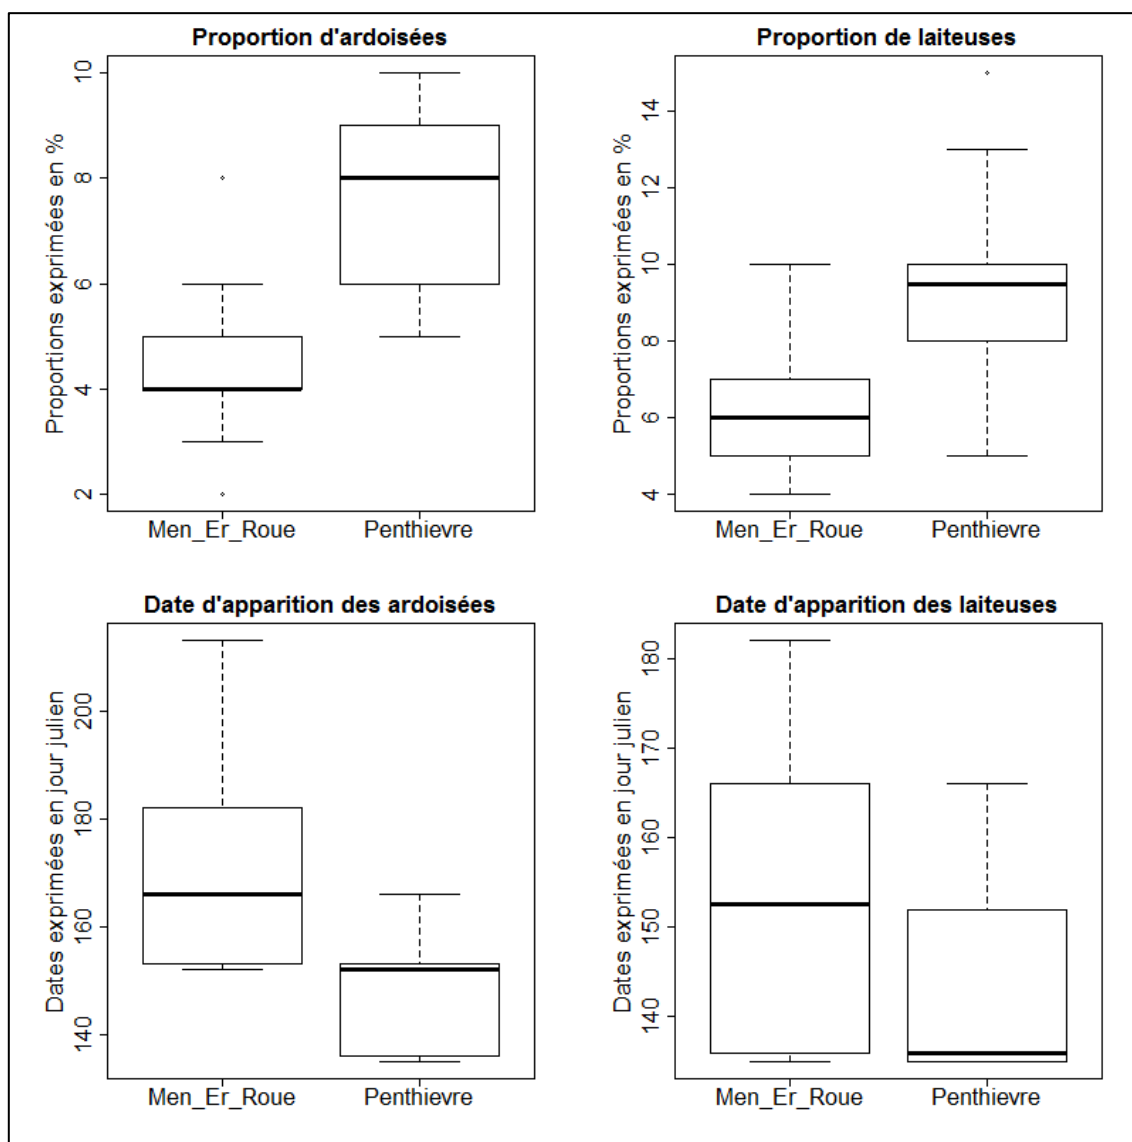 Proportion d'ardoisées
Proportions exprimées en %
10
8
6
4
2
Men_Er_Roue Penthievre
Proportion de laiteuses
Proportions exprimées en %
14
12
10
8
6
4
Men_Er_Roue Penthievre
Date d'apparition des ardoisées
Dates exprimées en jour julien
200
180
160
140
Men_Er_Roue Penthievre
Date d'apparition des laiteuses
Dates exprimées en jour julien
180
170
160
150
140
Men_Er_Roue Penthievre